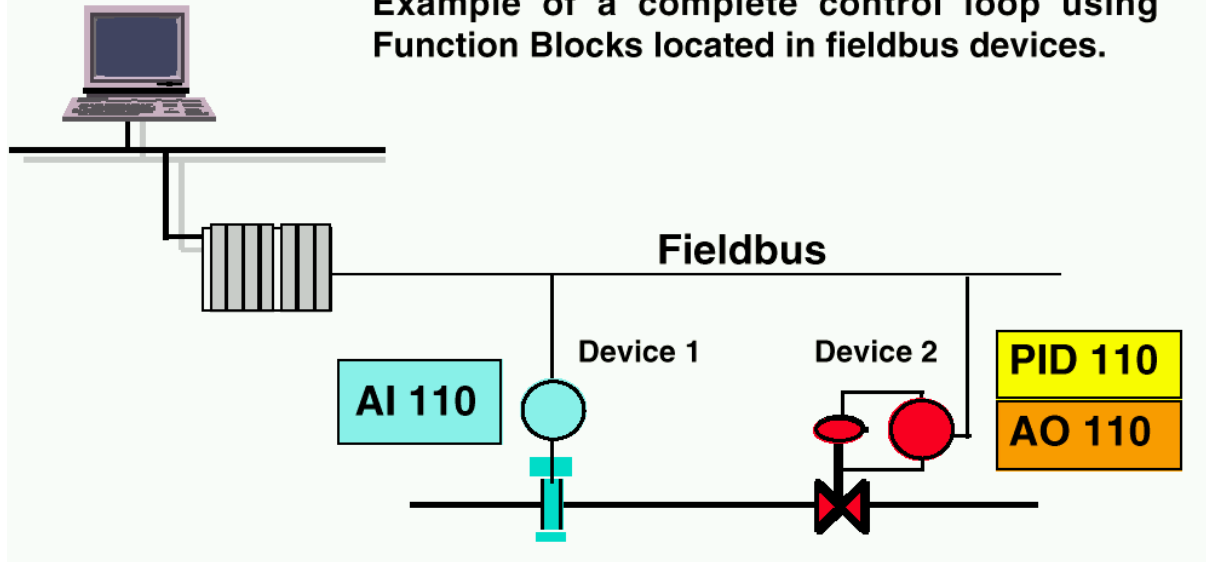 Example of a complete control loop using
Function Blocks located in fieldbus devices.
Fieldbus
Device 1
Device 2
PID 110
AI 110
AO 110